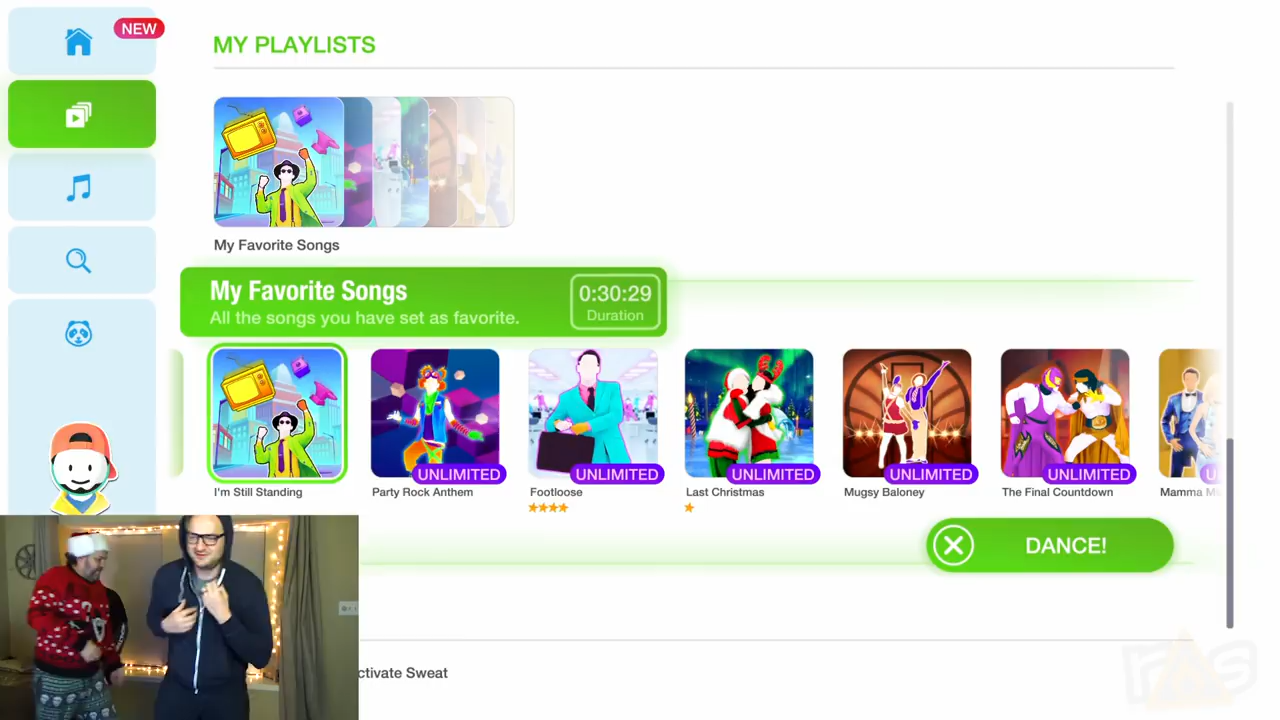 NEW
MY PLAYLISTS
My Favorite Songs
My Favorite Songs
All the songs you have set as favorite.
0:30:29
Duration
UNLIMITED
UNLIMITED
UNLIMITED
UNLIMITED
UNLIMITED
I'm Still Standing
Party Rock Anthem
Footloose
Last Christmas
Mugsy Baloney
The Final Countdown
Mamma
DANCE!
ctivate Sweat
ras